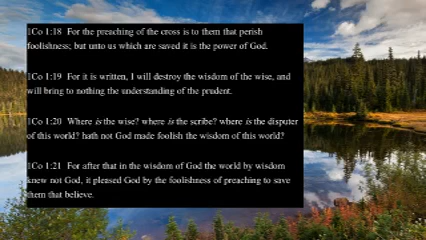 1Co 1:18 For the preaching of the cross is to them that perish
foolishness; but unto us which are saved it is the power of God.
1Co 1:19 For it is written, I will destroy the wisdom of the wise, and
will bring to nothing the understanding of the prudent.
1Co 1:20 Where is the wise? where is the scribe? where is the disputer
of this world? hath not God made foolish the wisdom of this world?
1Co 1:21 For after that in the wisdom of God the world by wisdom
knew not God, it pleased God by the foolishness of preaching to save
them that believe.